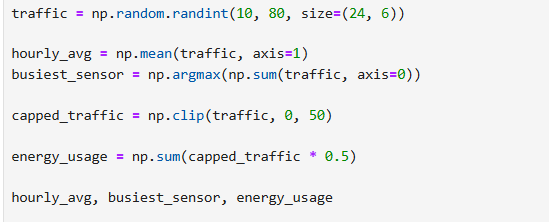 traffic = np.random.randint(10, 80, size=(24, 6))
hourly_avg = np.mean(traffic, axis=1)
busiest_sensor = np.argmax(np.sum(traffic, axis=0))
capped_traffic = np.clip(traffic, 0, 50)
energy_usage = np.sum(capped_traffic * 0.5)
hourly_avg, busiest_sensor, energy_usage